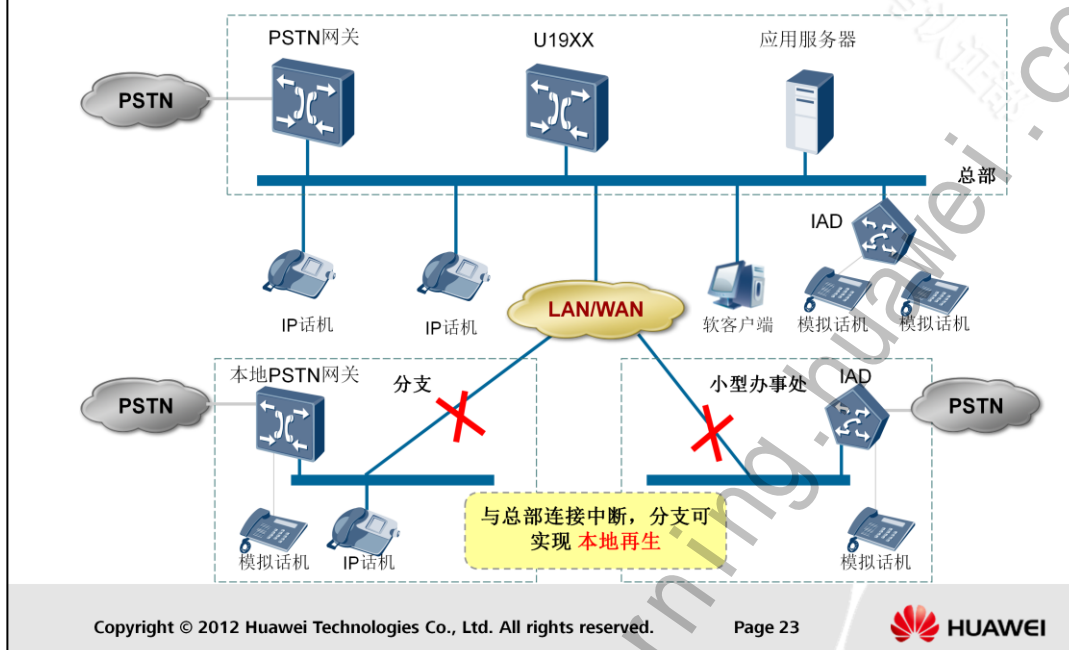 PSTN网关
U19XX
应用服务器
PSTN
总部
IAD
IP话机
IP话机
LAN/WAN
软客户端
模拟话机
模拟话机
本地PSTN网关
分支
小型办事处
IAD
PSTN
PSTN
与总部连接中断，分支可
实现 本地再生
模拟话机
IP话机
模拟话机
Copyright © 2012 Huawei Technologies Co., Ltd. All rights reserved.
Page 23
HUAWEI
rning.huawei.co